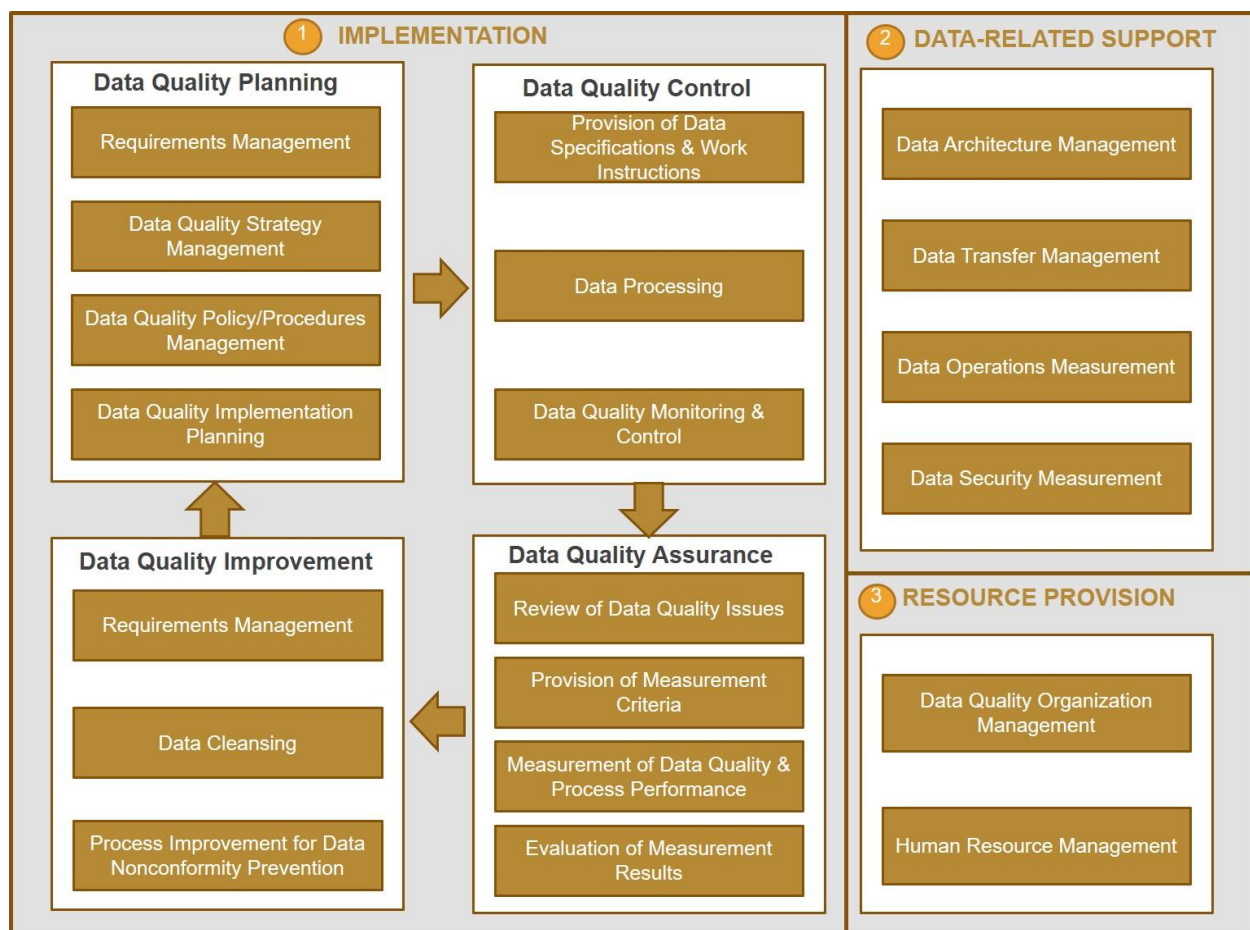 1 IMPLEMENTATION
Data Quality Planning
Requirements Management
Data Quality Strategy
Management
Data Quality Policy/Procedures
Management
Data Quality Implementation
Planning
Data Quality Control
Provision of Data
Specifications & Work
Instructions
Data Processing
Data Quality Monitoring &
Control
Data Quality Improvement
Requirements Management
Data Cleansing
Process Improvement for Data
Nonconformity Prevention
Data Quality Assurance
Review of Data Quality Issues
Provision of Measurement
Criteria
Measurement of Data Quality &
Process Performance
Evaluation of Measurement
Results
2 DATA-RELATED SUPPORT
Data Architecture Management
Data Transfer Management
Data Operations Measurement
Data Security Measurement
3 RESOURCE PROVISION
Data Quality Organization
Management
Human Resource Management